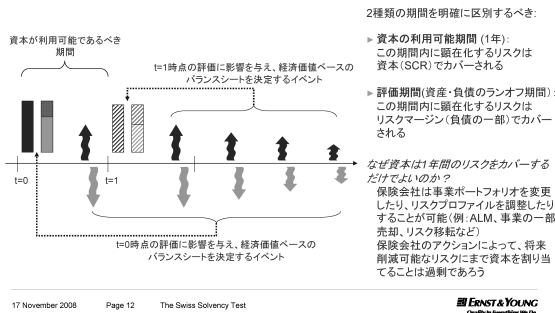 2種類の期間を明確に区別するべき:
資本が利用可能であるべき
期間
t=1時点の評価に影響を与え、経済価値ベースの
バランスシートを決定するイベント
t=0
t=1
t=0時点の評価に影響を与え、経済価値ベースの
バランスシートを決定するイベント
► 資本の利用可能期間 (1年):
この期間内に顕在化するリスクは
資本(SCR)でカバーされる
► 評価期間(資産・負債のランオフ期間):
この期間内に顕在化するリスクは
リスクマージン(負債の一部)でカバー
される
なぜ資本は1年間のリスクをカバーする
だけでよいのか?
保険会社は事業ポートフォリオを変更
したり、リスクプロファイルを調整したり
することが可能(例:ALM、事業の一部
売却、リスク移転など)
保険会社のアクションによって、将来
削減可能なリスクにまで資本を割り当
てることは過剰であろう
17 November 2008
Page 12
The Swiss Solvency Test
ERNST & YOUNG
Quality In Everything We Do